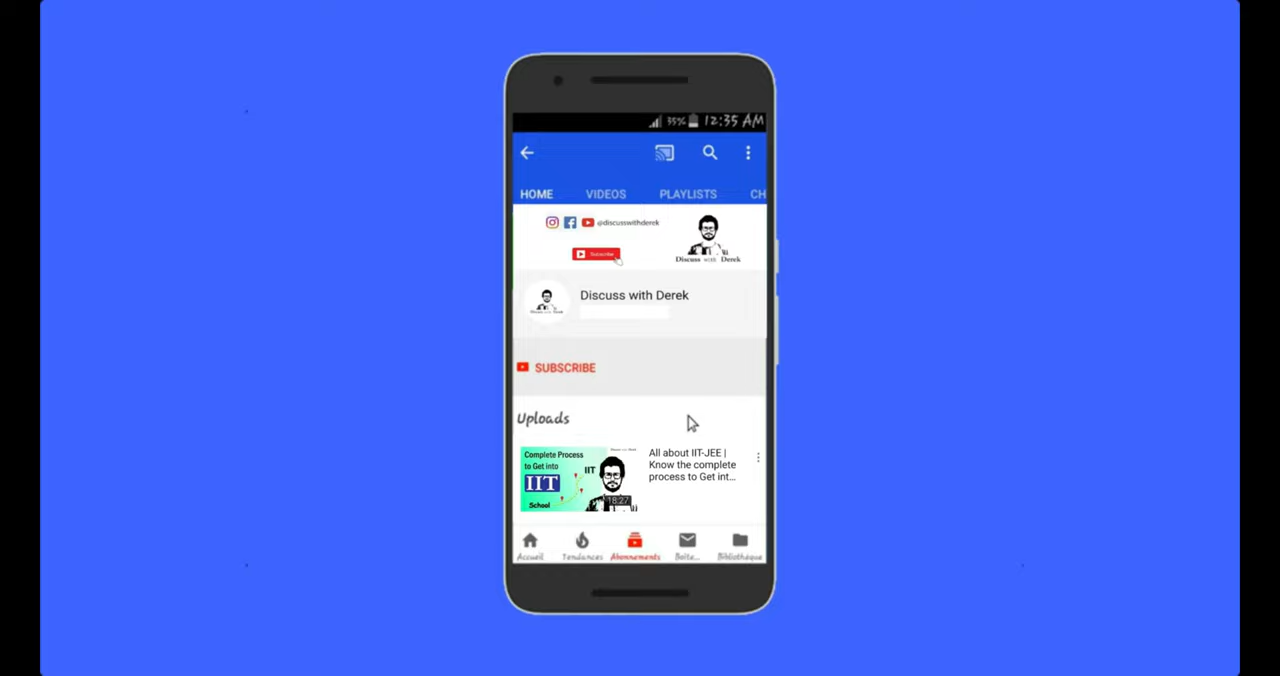 35% 12:35 AM
HOME VIDEOS PLAYLISTS CH
@discusswithderek
Subscribe
Discuss with Derek
Discuss with Derek
SUBSCRIBE
Uploads
Complete Process
to Get into
IIT
IIT
School
18:27
All about IIT-JEE |
Know the complete
process to Get int...
Accueil Tendances Abonnements Boîte... Bibliothèque